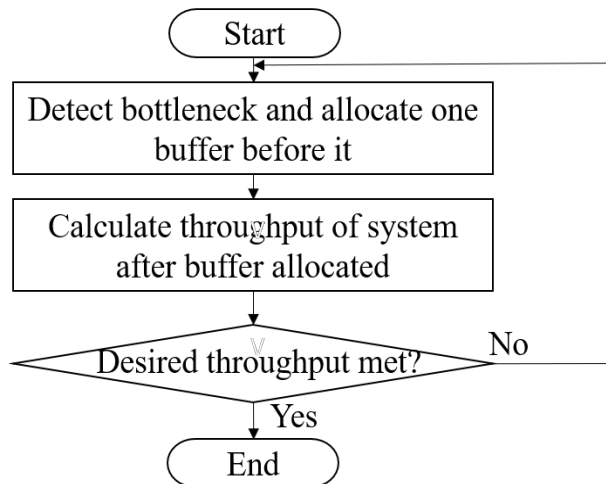 Start
Detect bottleneck and allocate one
buffer before it
Calculate throughput of system
after buffer allocated
Desired throughput met?
No
Yes
End